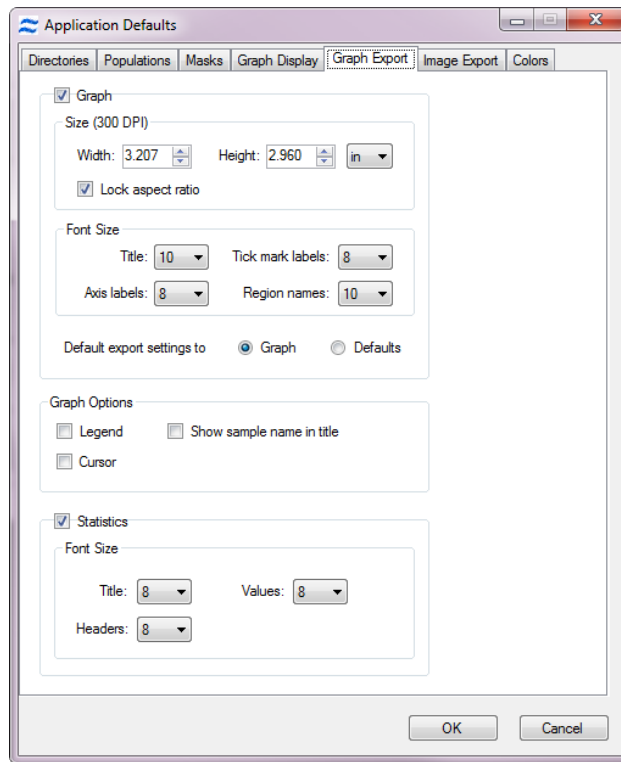 Application Defaults
Directories Populations Masks Graph Display Graph Export Image Export Colors
Graph
Size (300 DPI)
Width: 3.207 Height: 2.960 in
Lock aspect ratio
Font Size
Title: 10 Tick mark labels: 8
Axis labels: 8 Region names: 10
Default export settings to Graph Defaults
Graph Options
Legend Show sample name in title
Cursor
Statistics
Font Size
Title: 8 Values: 8
Headers: 8
OK Cancel